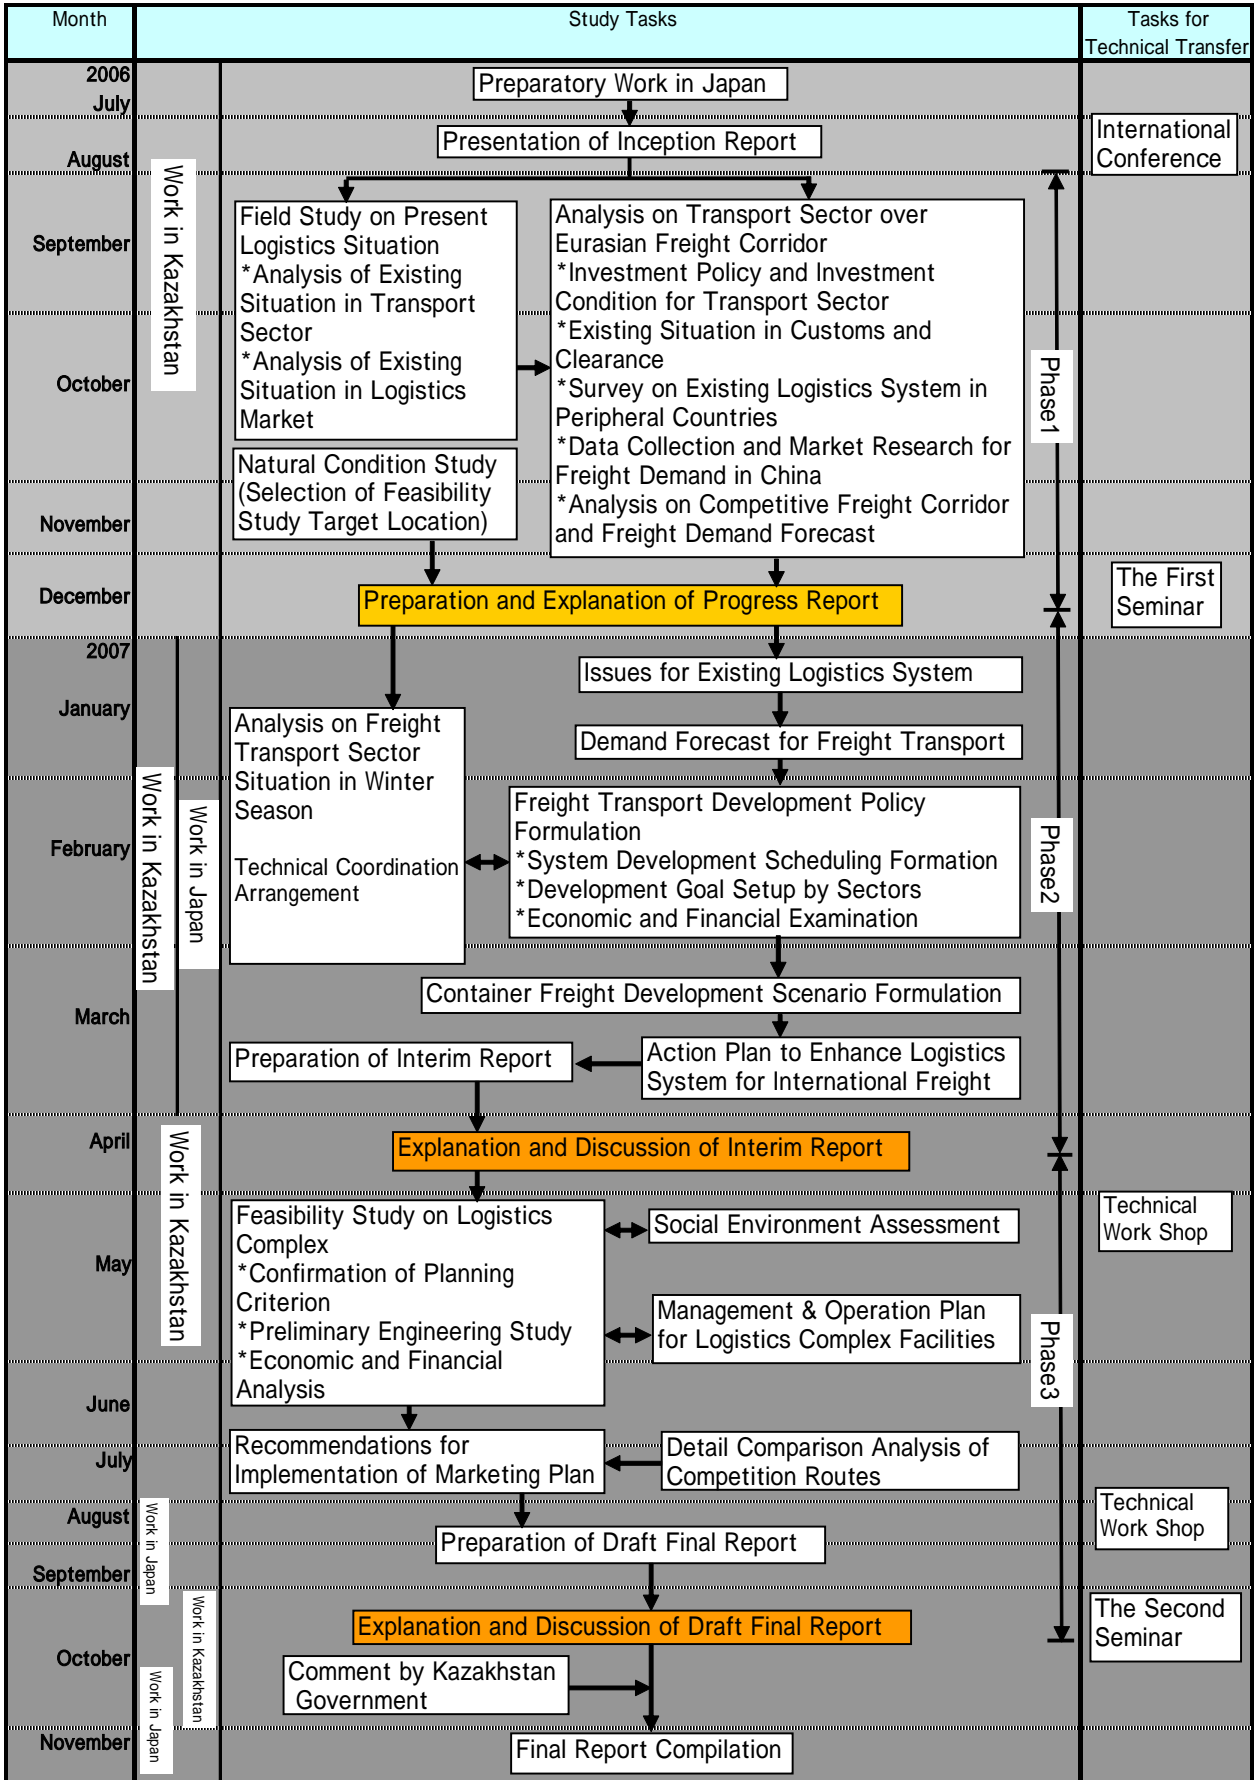 Month
Study Tasks
Tasks for
Technical Transfer
2006
July
Preparatory Work in Japan
Presentation of Inception Report
International
Conference
August
Work in Kazakhstan
September
Field Study on Present
Logistics Situation
*Analysis of Existing
Situation in Transport
Sector
*Analysis of Existing
Situation in Logistics
Market
Analysis on Transport Sector over
Eurasian Freight Corridor
*Investment Policy and Investment
Condition for Transport Sector
*Existing Situation in Customs and
Clearance
*Survey on Existing Logistics System in
Peripheral Countries
*Data Collection and Market Research for
Freight Demand in China
*Analysis on Competitive Freight Corridor
and Freight Demand Forecast
Phase1
October
Natural Condition Study
(Selection of Feasibility
Study Target Location)
November
December
Preparation and Explanation of Progress Report
The First
Seminar
2007
January
Issues for Existing Logistics System
Demand Forecast for Freight Transport
Analysis on Freight
Transport Sector
Situation in Winter
Season
Technical Coordination
Arrangement
Work in Kazakhstan
Work in Japan
February
Freight Transport Development Policy
Formulation
*System Development Scheduling Formation
*Development Goal Setup by Sectors
*Economic and Financial Examination
Phase2
March
Container Freight Development Scenario Formulation
Preparation of Interim Report
Action Plan to Enhance Logistics
System for International Freight
April
Explanation and Discussion of Interim Report
Work in Kazakhstan
May
Feasibility Study on Logistics
Complex
*Confirmation of Planning
Criterion
*Preliminary Engineering Study
*Economic and Financial
Analysis
Social Environment Assessment
Management & Operation Plan
for Logistics Complex Facilities
Technical
Work Shop
Phase3
June
July
Recommendations for
Implementation of Marketing Plan
Detail Comparison Analysis of
Competition Routes
August
Work in Japan
Preparation of Draft Final Report
Technical
Work Shop
September
Work in Kazakhstan
Explanation and Discussion of Draft Final Report
The Second
Seminar
October
Comment by Kazakhstan
Government
Work in Japan
November
Final Report Compilation